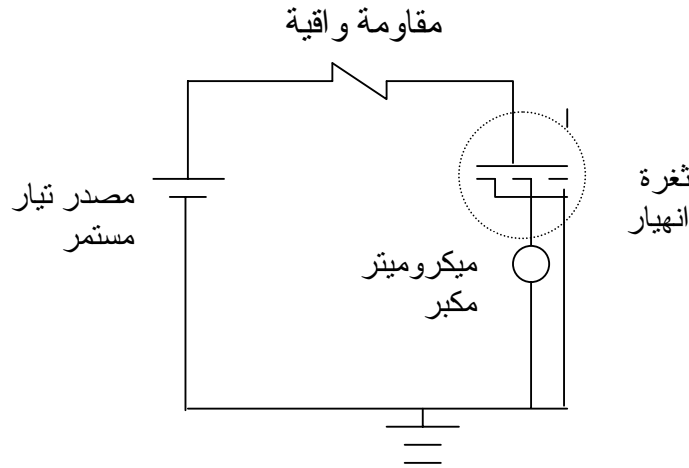 مقاومة واقية
ثغرة
انهيار
مصدر تيار
مستمر
ميكروميتر
مكبر